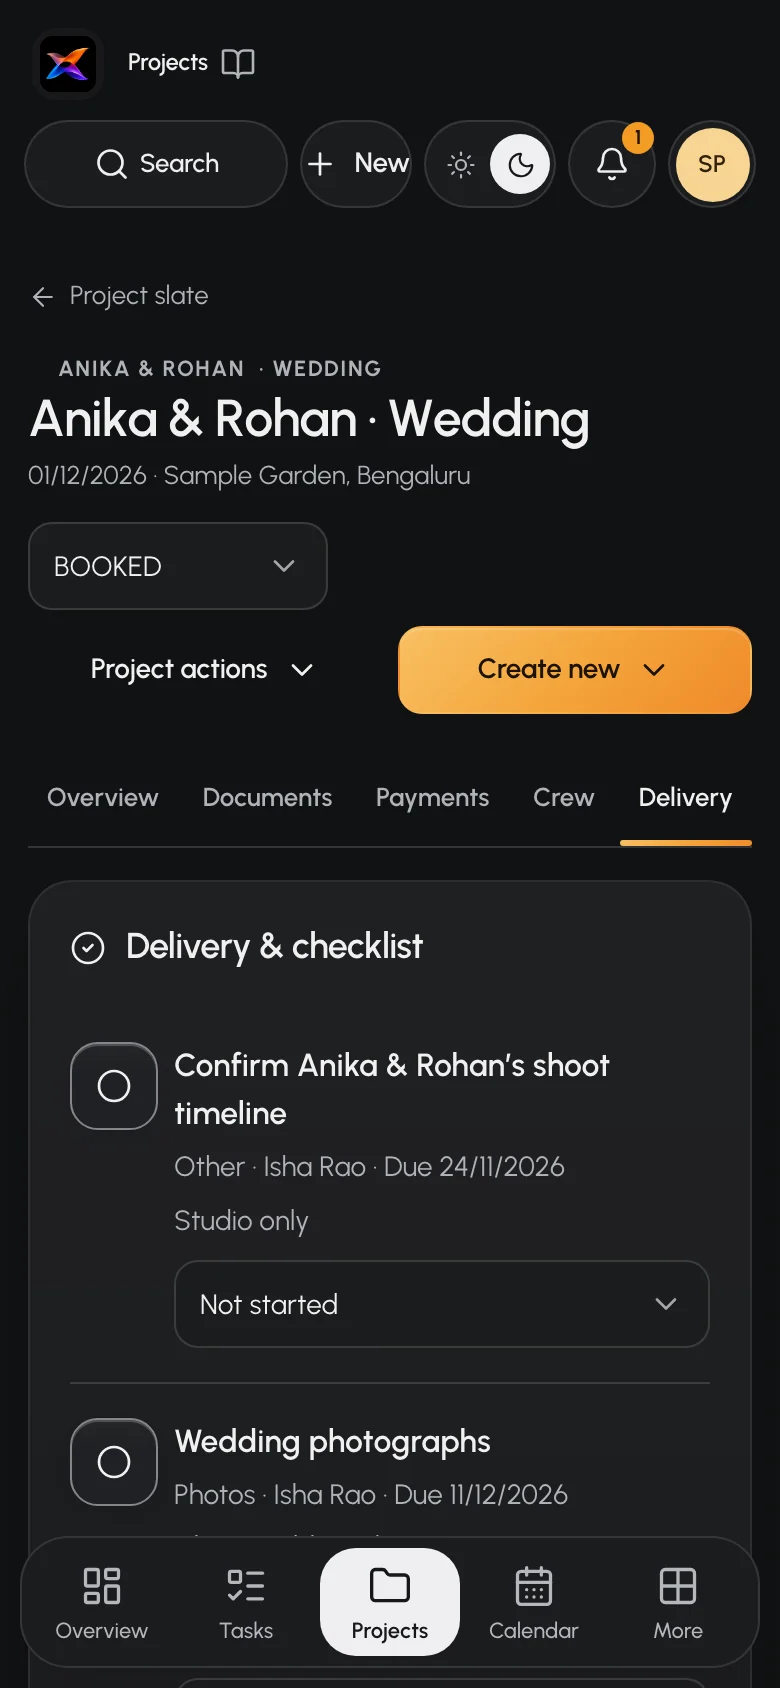 Projects
Search
New
1
SP
Project slate
ANIKA & ROHAN · WEDDING
Anika & Rohan · Wedding
01/12/2026 · Sample Garden, Bengaluru
BOOKED
Project actions
Create new
Overview
Documents
Payments
Crew
Delivery
Delivery & checklist
Confirm Anika & Rohan’s shoot
timeline
Other · Isha Rao · Due 24/11/2026
Studio only
Not started
Wedding photographs
Photos · Isha Rao · Due 11/12/2026
Overview
Tasks
Projects
Calendar
More